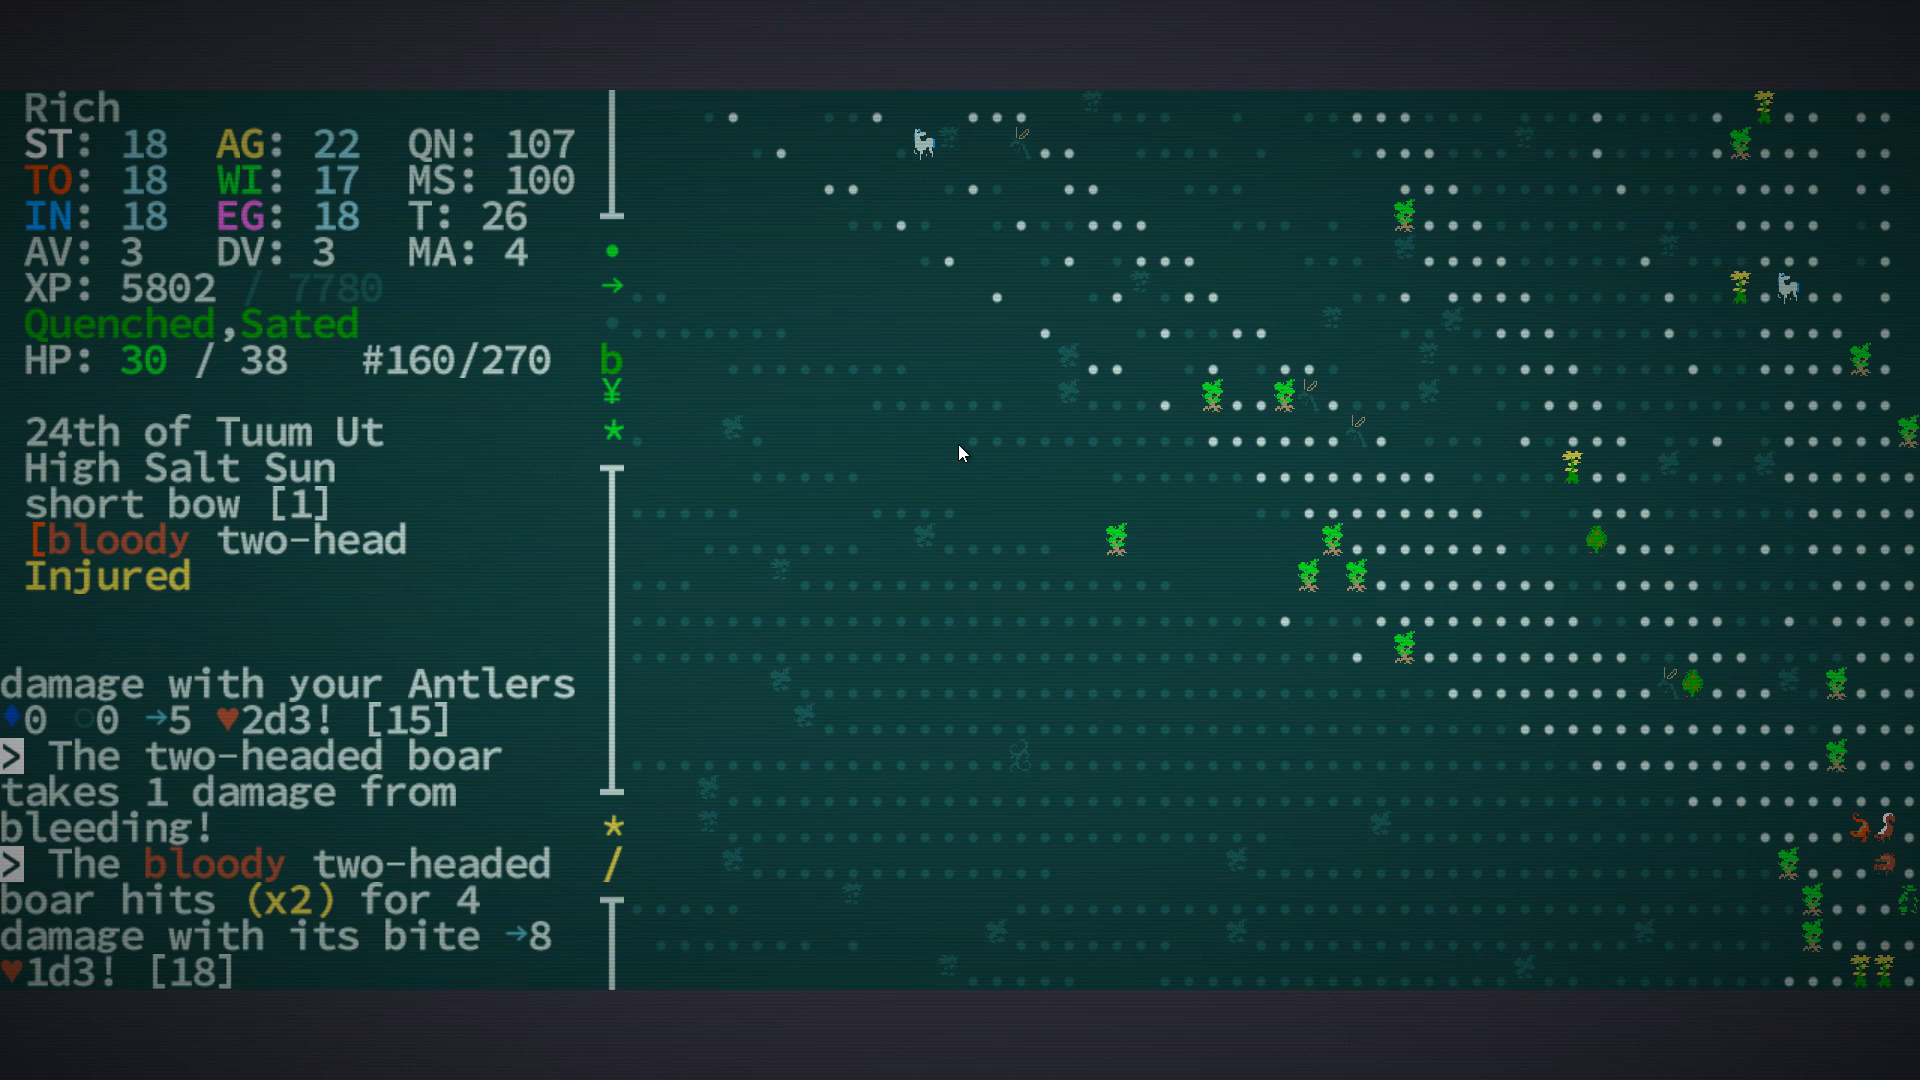 Rich
ST: 18 AG: 22 QN: 107
TO: 18 WI: 17 MS: 100
IN: 18 EG: 18 T: 26
AV: 3 DV: 3 MA: 4
XP: 5802 / 7780
Quenched,Sated
HP: 30 / 38 #160/270
24th of Tuum Ut
High Salt Sun
short bow [1]
[bloody two-head
Injured
damage with your Antlers
♦0 ○0 →5 ♥2d3! [15]
> The two-headed boar
takes 1 damage from
bleeding!
> The bloody two-headed
boar hits (x2) for 4
damage with its bite →8
♥1d3! [18]
•
→
•
b
¥
*
*
/